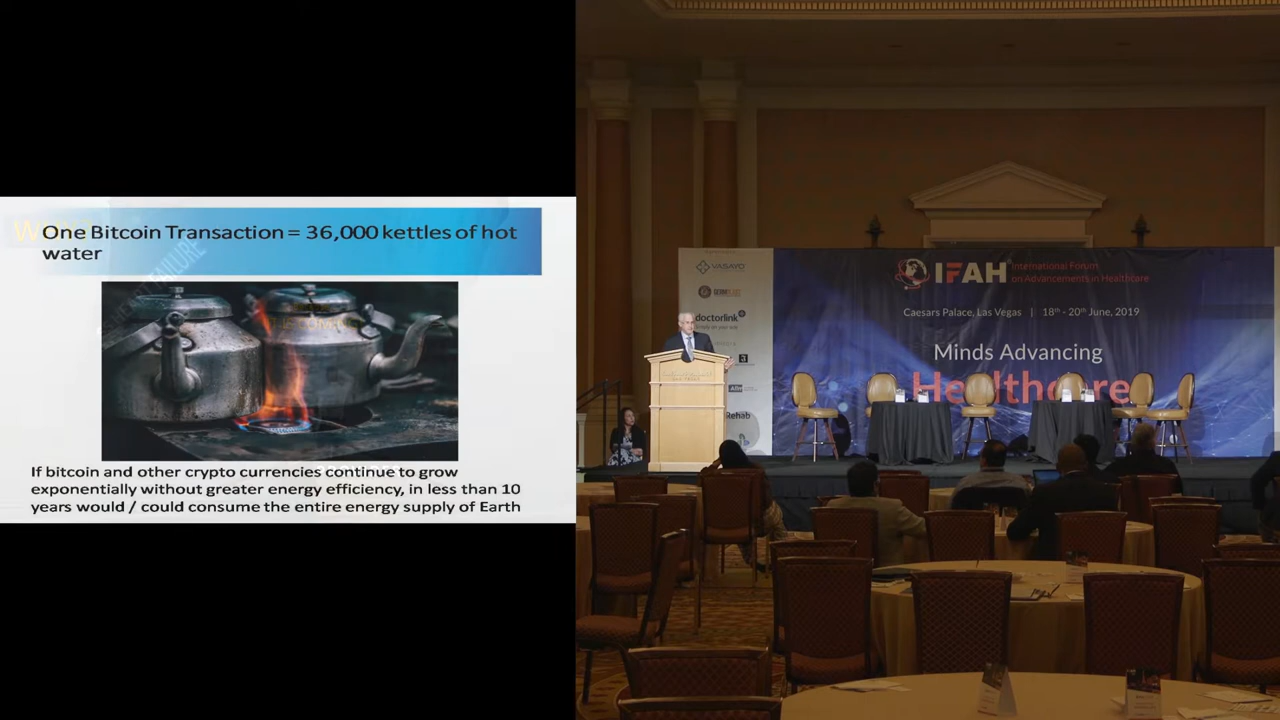 One Bitcoin Transaction = 36,000 kettles of hot
water
If bitcoin and other crypto currencies continue to grow
exponentially without greater energy efficiency, in less than 10
years would / could consume the entire energy supply of Earth
VASAYO
doctorlink
Rehab
IFAH
International Forum
on Advancements in Healthcare
Caesars Palace, Las Vegas | 18th - 20th June, 2019
Minds Advancing
Healthcare